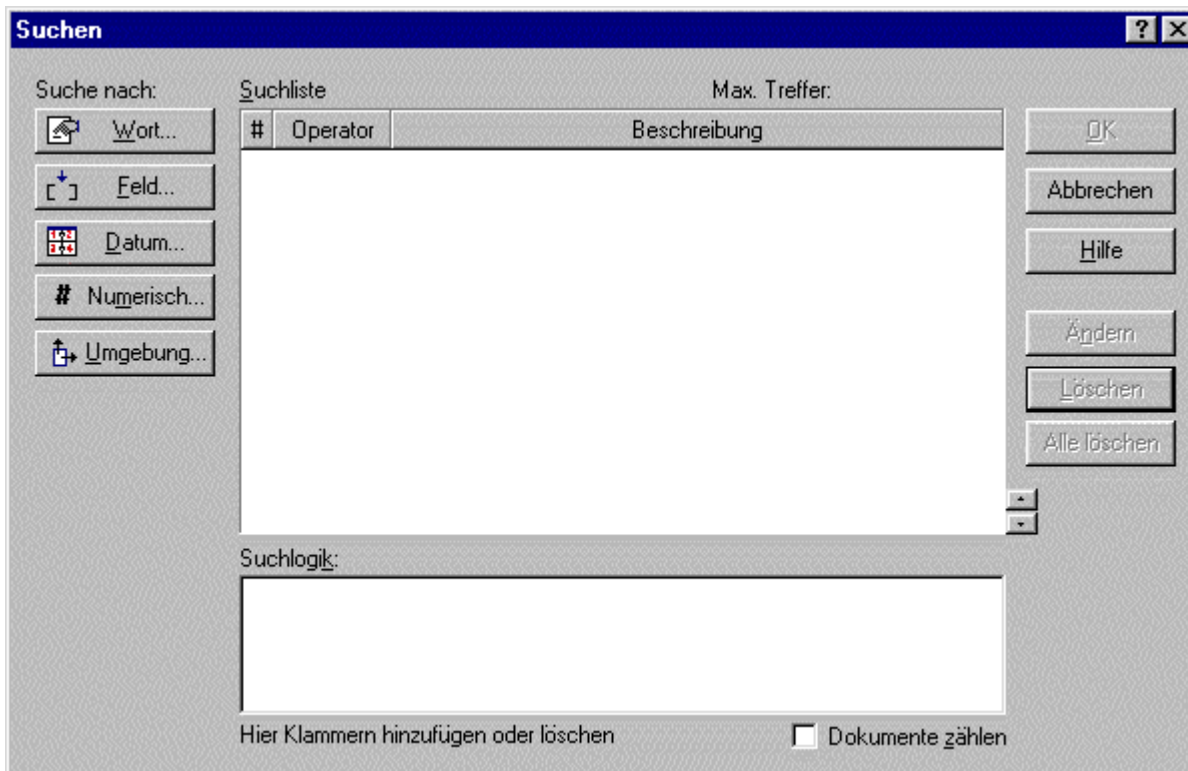 Suchen
Suche nach:
Wort...
Feld...
Datum...
# Numerisch...
Umgebung...
Suchliste
Max. Treffer:
# Operator Beschreibung
OK
Abbrechen
Hilfe
Ändern
Löschen
Alle löschen
Suchlogik:
Hier Klammern hinzufügen oder löschen
Dokumente zählen